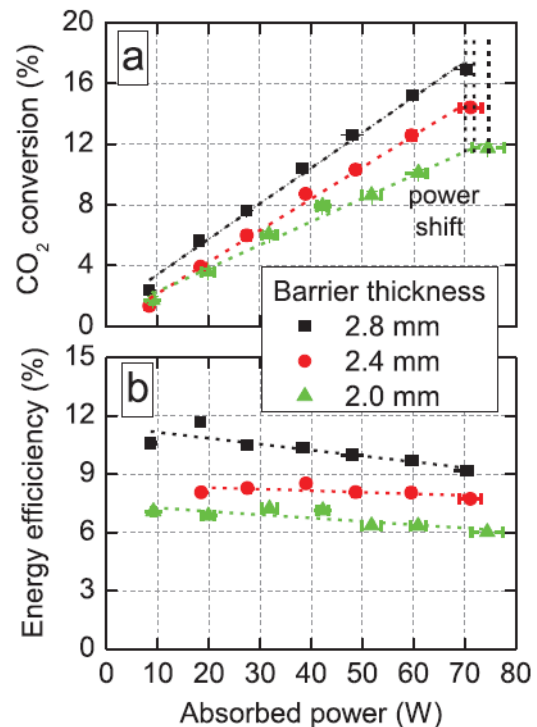 20
16
12
8
4
0
CO2 conversion (%)
a
power
shift
Barrier thickness
2.8 mm
2.4 mm
2.0 mm
15
12
9
6
3
0
Energy efficiciency (%)
b
0 10 20 30 40 50 60 70 80
Absorbed power (W)